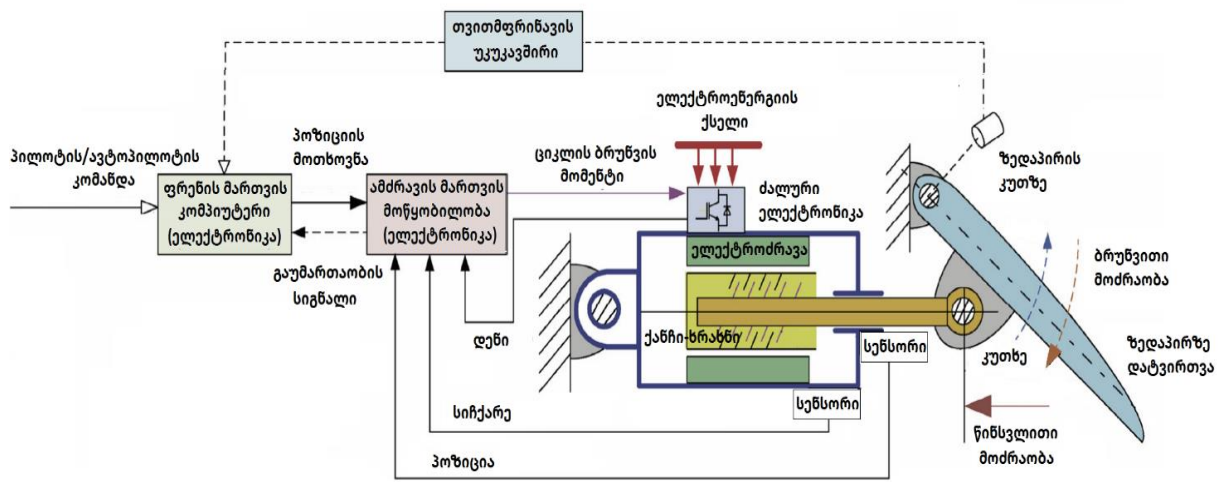 თვითმფრინავის
უკუკავშირი
ელექტროენერგიის
ქსელი
პოზიციის
მოთხოვნა
პილოტის/ავტოპილოტის
კომანდა
ციკლის ბრუნვის
მომენტი
ზედაპირის
კუთზე
ფრენის მართვის
კომპიუტერი
(ელექტრონიკა)
ამძრავის მართვის
მოწყობილობა
(ელექტრონიკა)
ძალური
ელექტრონიკა
ელექტროძრავა
ბრუნვითი
მოძრაობა
გაუმართაობის
სიგნალი
დენი
ქანჩი-ხრახნი
სენსორი
კუთხე
ზედაპირზე
დატვირთვა
სენსორი
სიჩქარე
წინსვლითი
მოძრაობა
პოზიცია